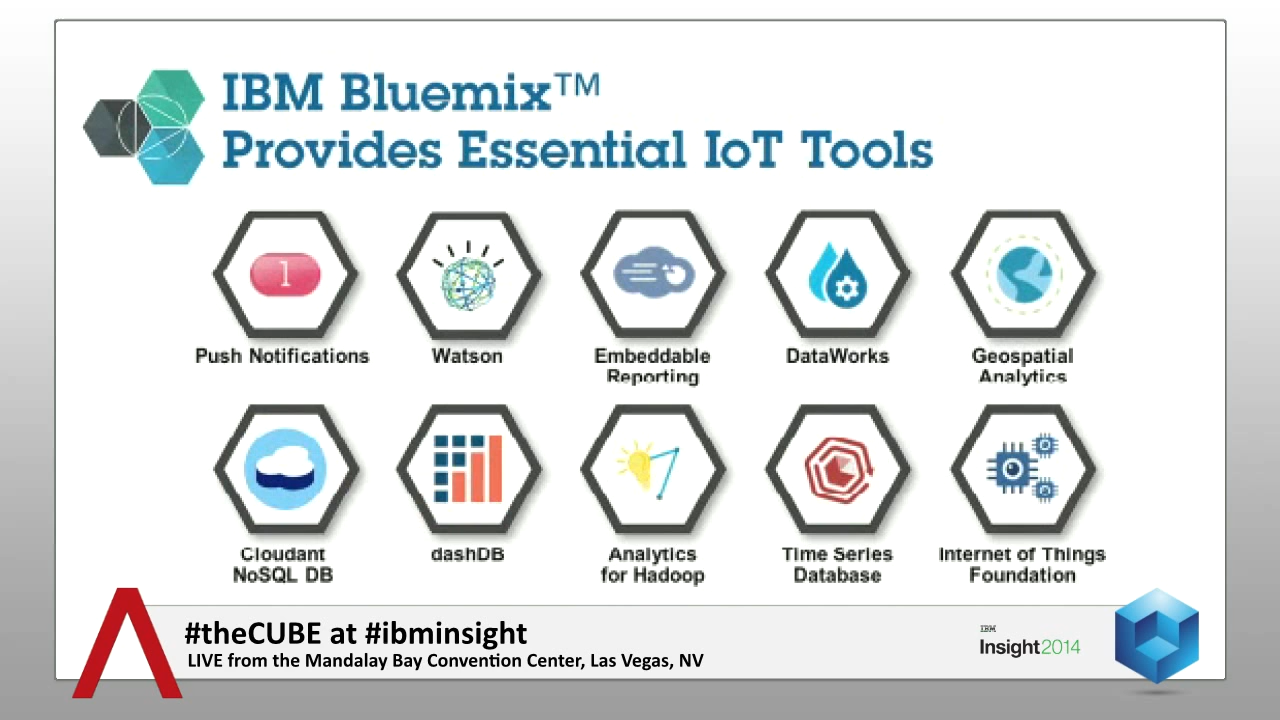 IBM Bluemix™
Provides Essential IoT Tools
1
Push Notifications
Watson
Embeddable
Reporting
DataWorks
Geospatial
Analytics
Cloudant
NoSQL DB
dashDB
Analytics
for Hadoop
Time Series
Database
Internet of Things
Foundation
#theCUBE at #ibminsight
LIVE from the Mandalay Bay Convention Center, Las Vegas, NV
IBM
Insight2014